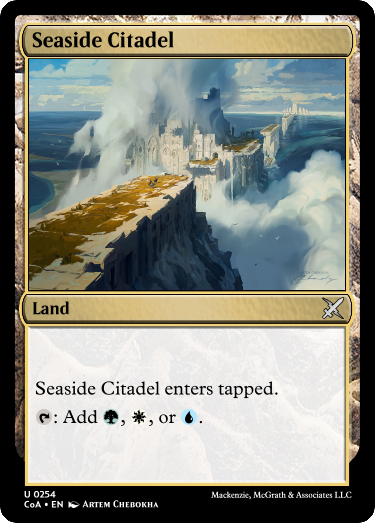 Seaside Citadel
Land
Seaside Citadel enters tapped.
: Add , , or .
U 0254
CoA • EN ARTEM CHEBOKHA
Mackenzie, McGrath & Associates LLC